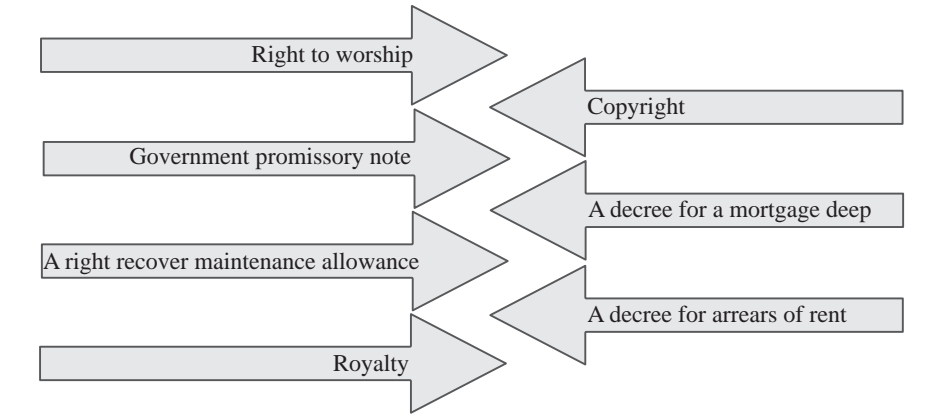 Right to worship
Copyright
Government promissory note
A decree for a mortgage deep
A right recover maintenance allowance
A decree for arrears of rent
Royalty